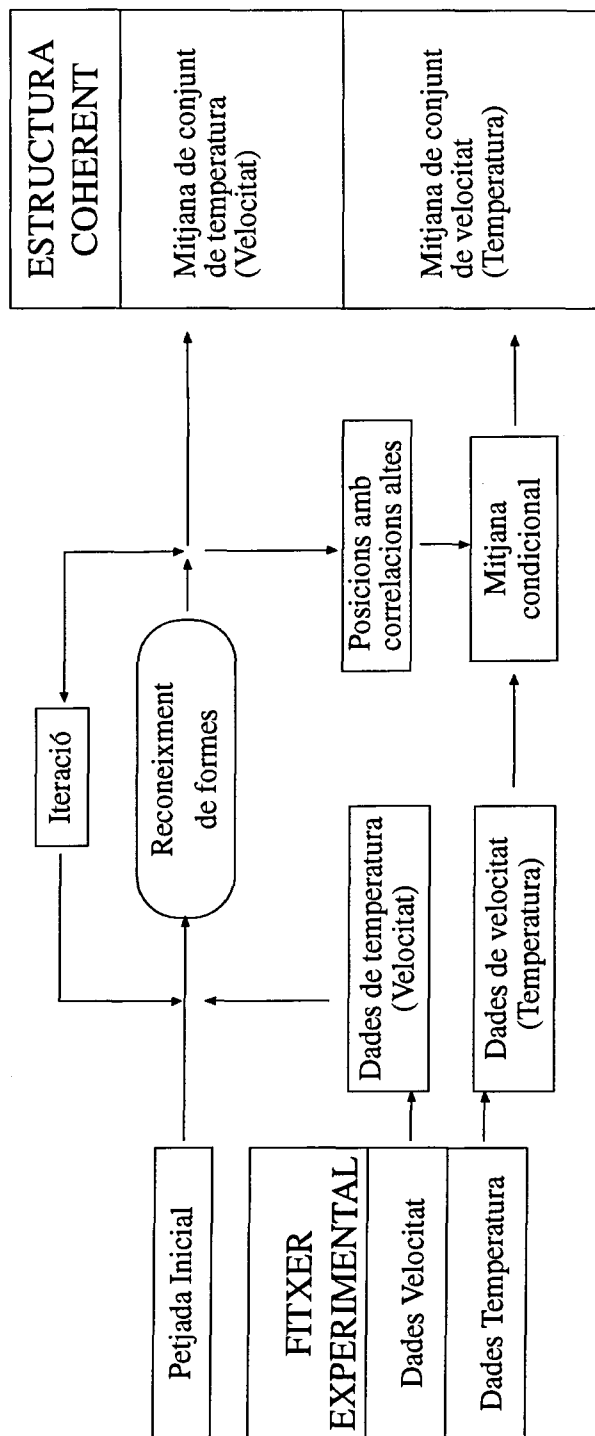 Petjada Inicial
FITXER
EXPERIMENTAL
Dades Velocitat
Dades Temperatura
Iteració
Reconeixment
de formes
Dades de temperatura
(Velocitat)
Dades de velocitat
(Temperatura)
Posicions amb
correlacions altes
Mitjana
condicional
ESTRUCTURA
COHERENT
Mitjana de conjunt
de temperatura
(Velocitat)
Mitjana de conjunt
de velocitat
(Temperatura)